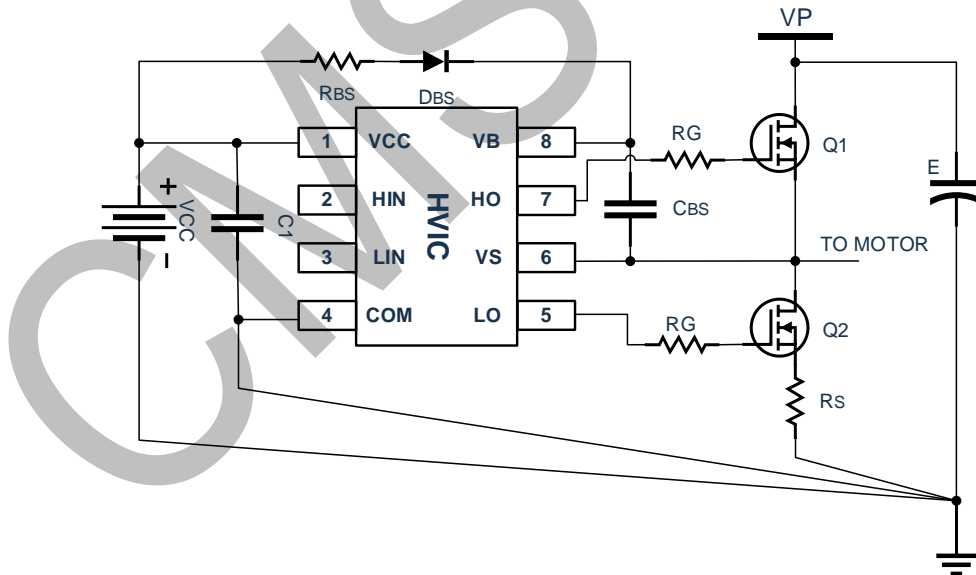 VP
RBS
DBS
1 VCC
VB 8
RG
Q1
2 HIN
HO 7
E
+
VCC
-
C1
HVIC
CBS
3 LIN
VS 6
TO MOTOR
4 COM
LO 5
RG
Q2
RS
CMS